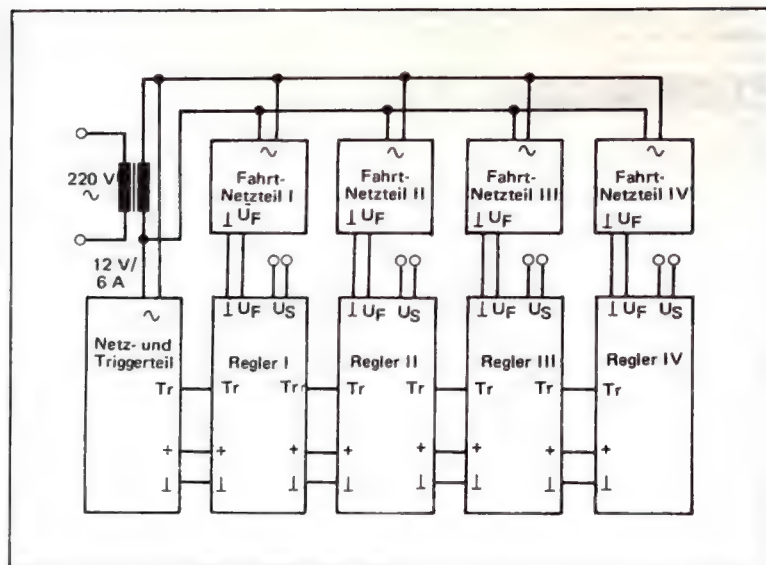 220 V
~
12 V/
6 A
~
Fahrt-
Netzteil I
⊥ UF
~
Fahrt-
Netzteil II
⊥ UF
~
Fahrt-
Netzteil III
⊥ UF
~
Fahrt-
Netzteil IV
⊥ UF
~
Netz- und
Triggerteil
Tr
+
⊥
⊥ UF US
Regler I
Tr Tr
+ +
⊥ ⊥
⊥ UF US
Regler II
Tr Tr
+ +
⊥ ⊥
⊥ UF US
Regler III
Tr Tr
+ +
⊥ ⊥
⊥ UF US
Regler IV
Tr
+
⊥